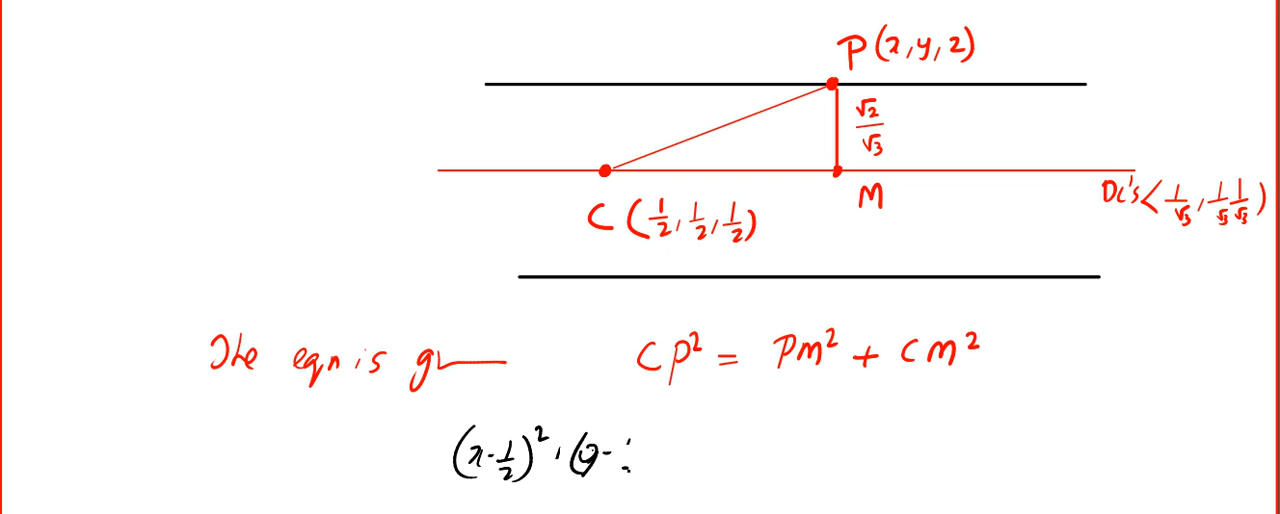 P(x,y,z)
√2/√3
M
Dc's <1/√3, 1/√3 1/√3)
C (1/2, 1/2, 1/2)
The eqn is CP² = PM² + CM²
(x-1/2)², (y-